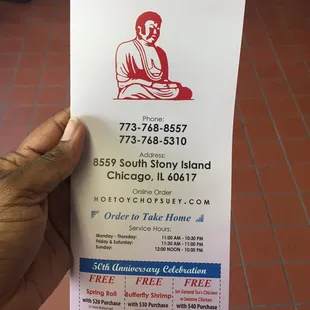 Phone:
773-768-8557
773-768-5310
Address:
8559 South Stony Island
Chicago, IL 60617
Online Order
HOETOYCHOPSUEY.COM
Order to Take Home
Service Hours:
Monday - Thursday: 11:00 AM - 10:30 PM
Friday & Saturday: 11:00 AM - 11:00 PM
Sunday: 12:00 NOON - 10:00 PM
50th Anniversary Celebration
FREE FREE FREE
Spring Roll Butterfly Shrimp
with $20 Purchase with $30 Purchase with $40 Purchase